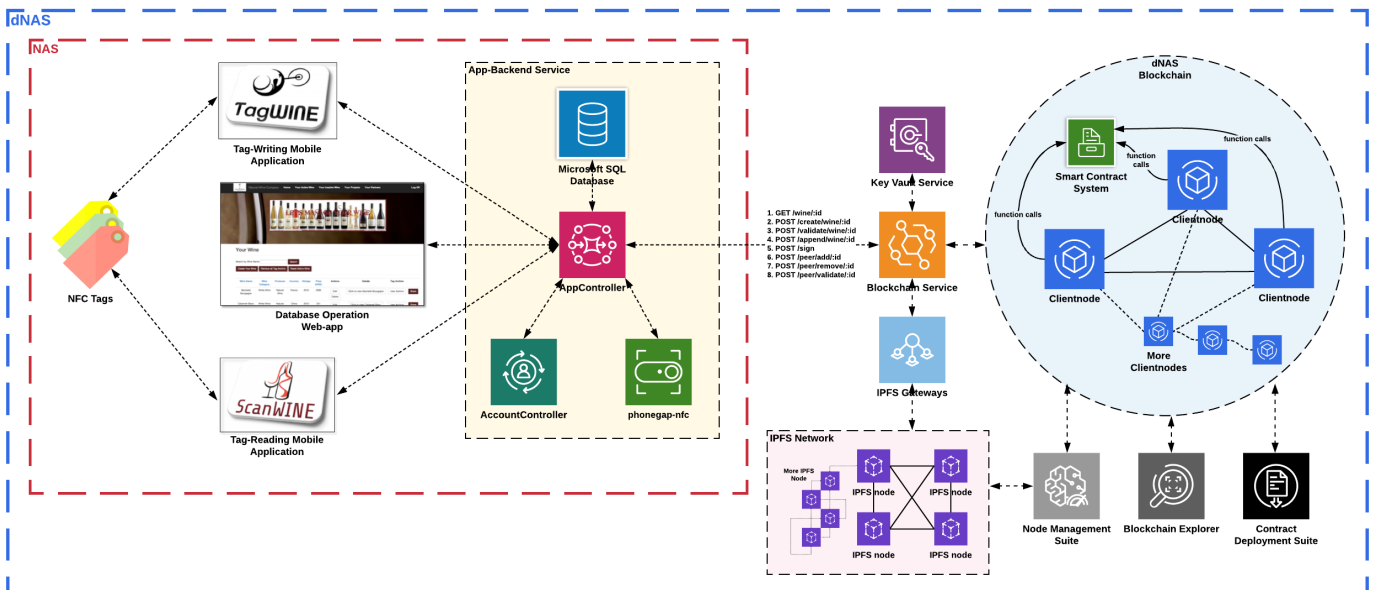 dNAS
NAS
TagWINE
Tag-Writing Mobile
Application
NFC Tags
Your Wine
Database Operation
Web-app
ScanWINE
Tag-Reading Mobile
Application
App-Backend Service
Microsoft SQL
Database
AppController
AccountController
phonegap-nfc
1. GET /wine/:id
2. POST /create/wine/:id
3. POST /validate/wine/:id
4. POST /append/wine/:id
5. POST /sign
6. POST /peer/add/:id
7. POST /peer/remove/:id
8. POST /peer/validate/:id
Key Vault Service
Blockchain Service
IPFS Gateways
IPFS Network
More IPFS
Node
IPFS node
IPFS node
IPFS node
IPFS node
dNAS
Blockchain
Smart Contract
System
function calls
function
calls
function calls
Clientnode
Clientnode
Clientnode
More
Clientnodes
Node Management
Suite
Blockchain Explorer
Contract
Deployment Suite